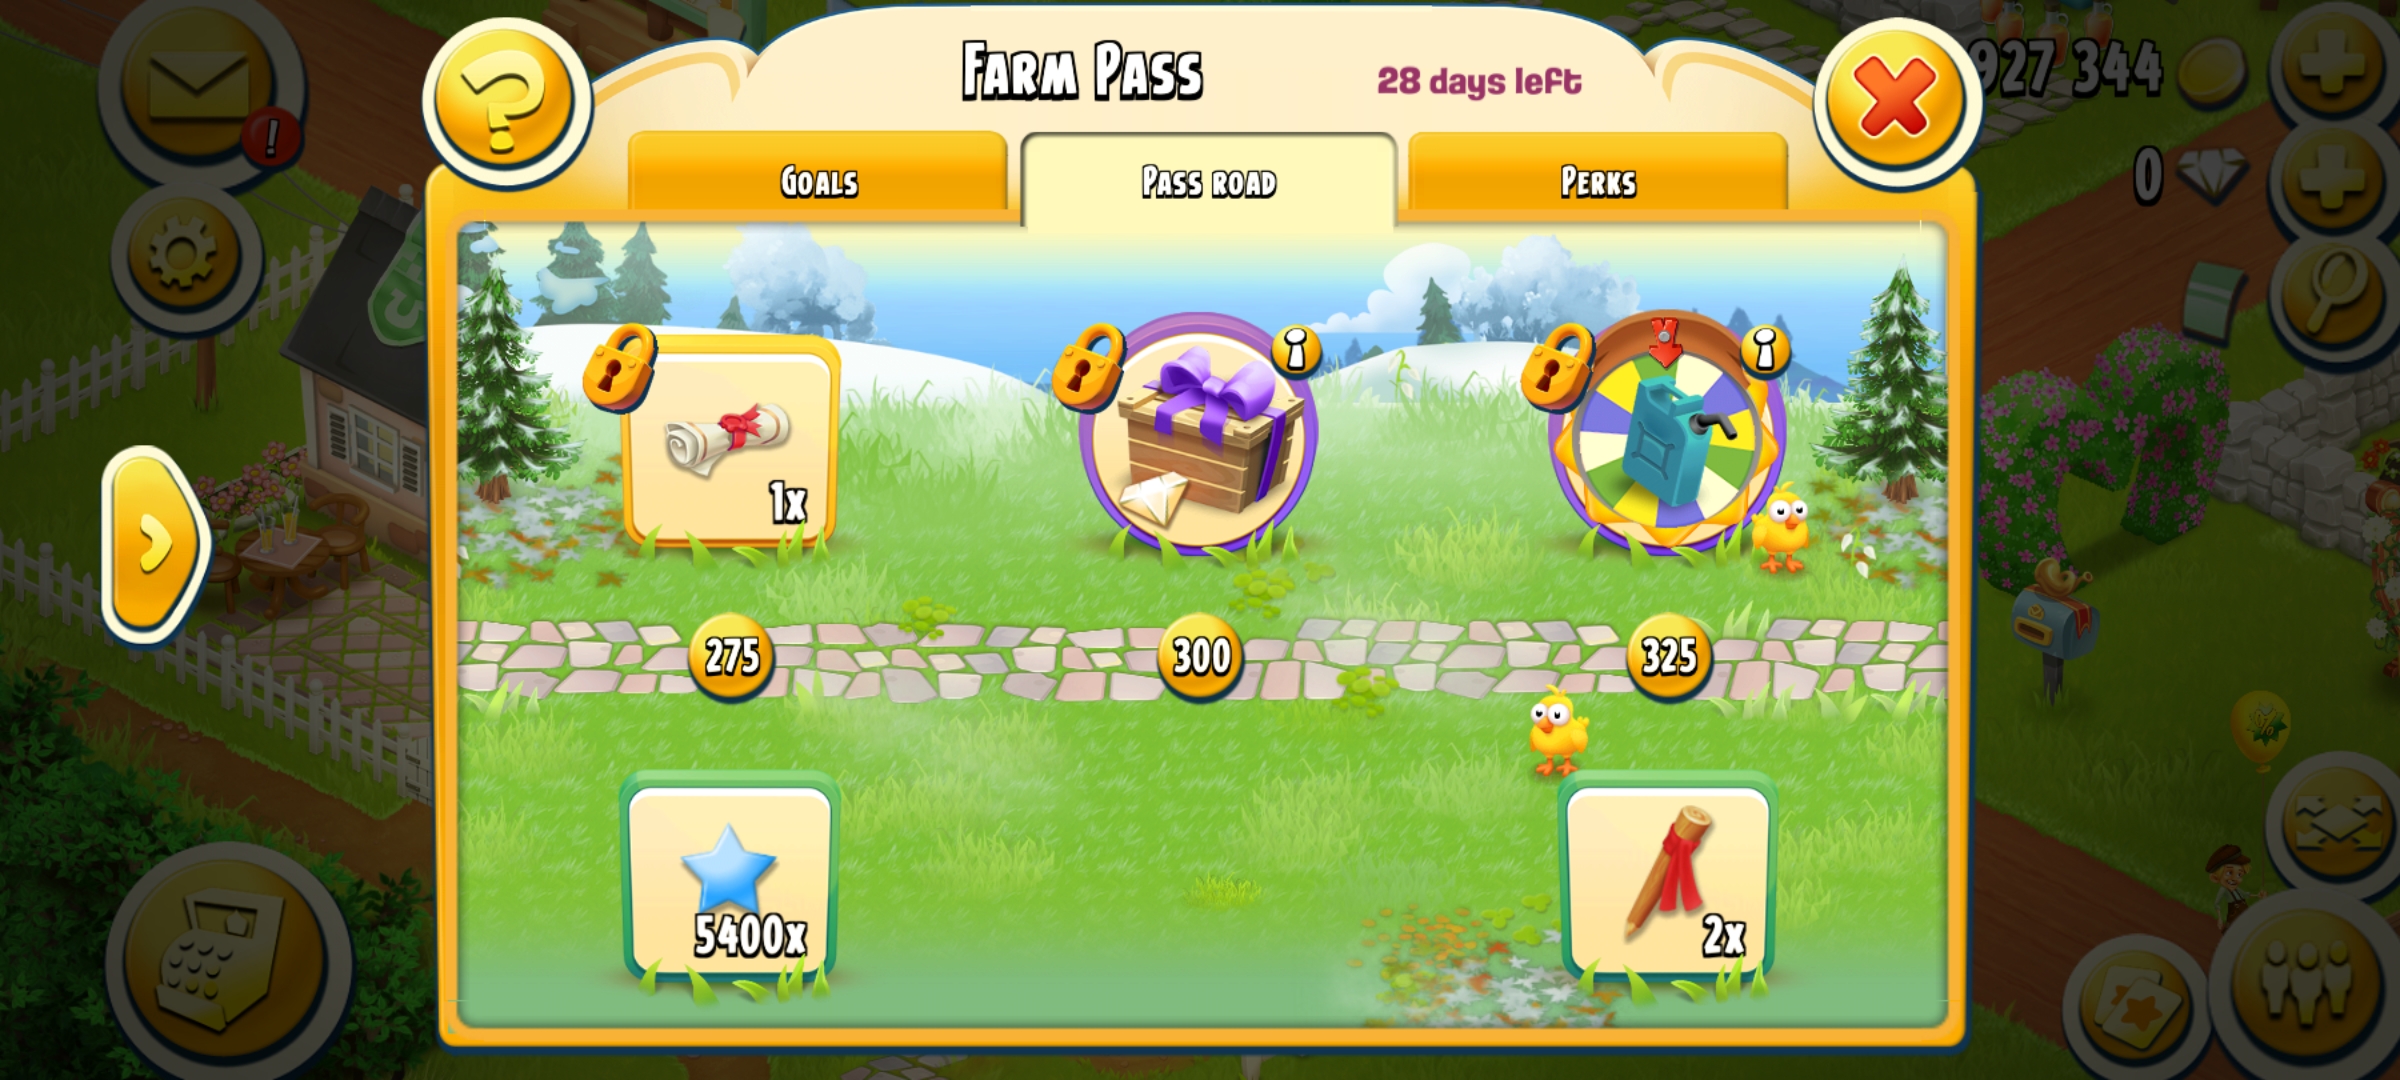 FARM PASS
28 days left
927 344
0
GOALS
PASS ROAD
PERKS
1x
275
300
325
5400x
2x